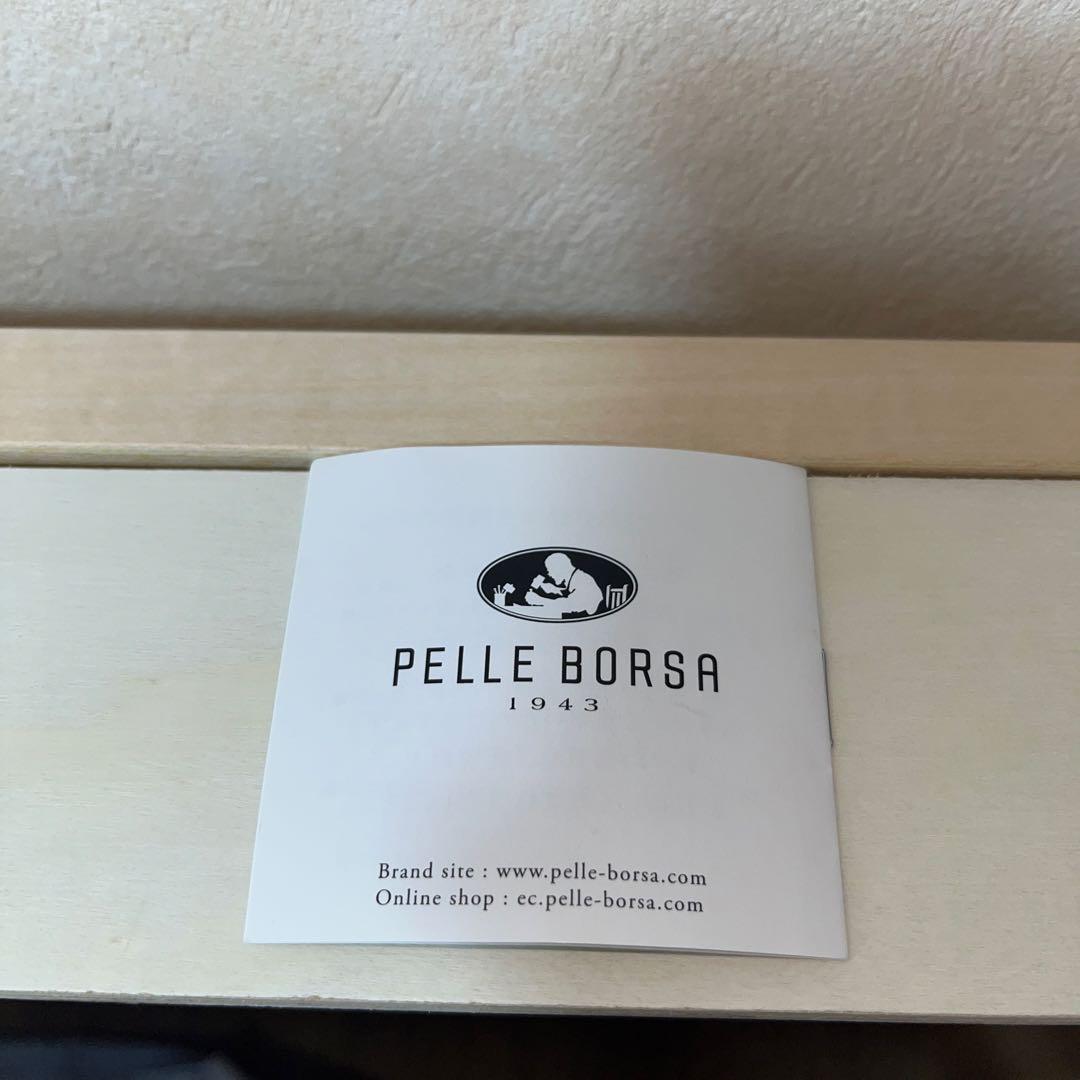 PELLE BORSA
1943
Brand site : www.pelle-borsa.com
Online shop : ec.pelle-borsa.com